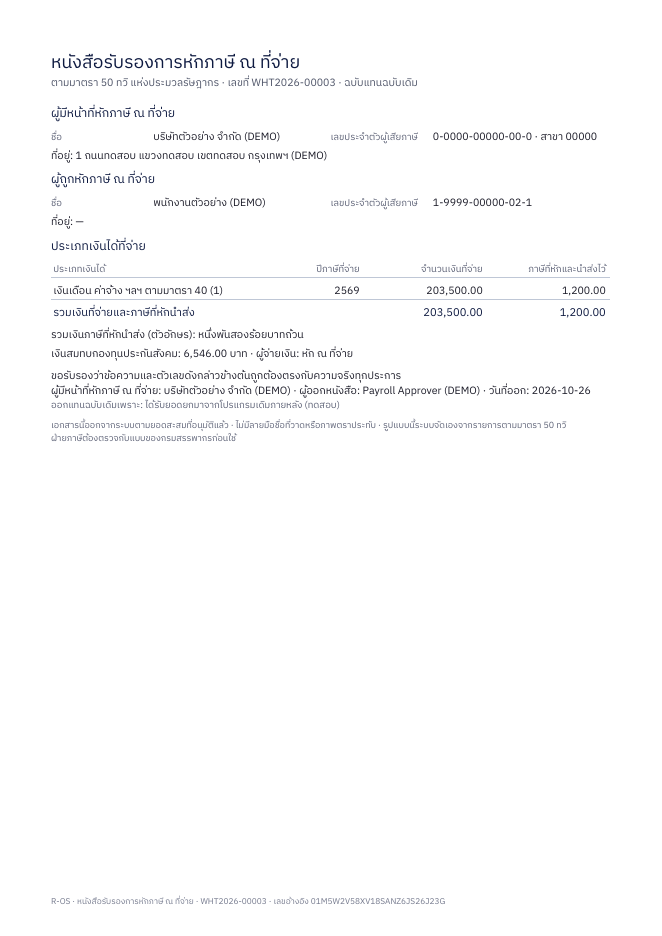 หนังสือรับรองการหักภาษี ณ ที่จ่าย
ตามมาตรา 50 ทวิ แห่งประมวลรัษฎากร · เลขที่ WHT2026-00003 · ฉบับแทนฉบับเดิม
ผู้มีหน้าที่หักภาษี ณ ที่จ่าย
ชื่อ บริษัทตัวอย่าง จำกัด (DEMO) เลขประจำตัวผู้เสียภาษี 0-0000-00000-00-0 · สาขา 00000
ที่อยู่: 1 ถนนทดสอบ แขวงทดสอบ เขตทดสอบ กรุงเทพฯ (DEMO)
ผู้ถูกหักภาษี ณ ที่จ่าย
ชื่อ พนักงานตัวอย่าง (DEMO) เลขประจำตัวผู้เสียภาษี 1-9999-00000-02-1
ที่อยู่: —
ประเภทเงินได้ที่จ่าย
ประเภทเงินได้ ปีภาษีที่จ่าย จำนวนเงินที่จ่าย ภาษีที่หักและนำส่งไว้
เงินเดือน ค่าจ้าง ฯลฯ ตามมาตรา 40 (1) 2569 203,500.00 1,200.00
รวมเงินที่จ่ายและภาษีที่หักนำส่ง 203,500.00 1,200.00
รวมเงินภาษีที่หักนำส่ง (ตัวอักษร): หนึ่งพันสองร้อยบาทถ้วน
เงินสมทบกองทุนประกันสังคม: 6,546.00 บาท · ผู้จ่ายเงิน: หัก ณ ที่จ่าย
ขอรับรองว่าข้อความและตัวเลขดังกล่าวข้างต้นถูกต้องตรงกับความจริงทุกประการ
ผู้มีหน้าที่หักภาษี ณ ที่จ่าย: บริษัทตัวอย่าง จำกัด (DEMO) · ผู้ออกหนังสือ: Payroll Approver (DEMO) · วันที่ออก: 2026-10-26
ออกแทนฉบับเดิมเพราะ: ได้รับยอดยกมาจากโปรแกรมเดิมภายหลัง (ทดสอบ)
เอกสารนี้ออกจากระบบตามยอดสะสมที่อนุมัติแล้ว · ไม่มีลายมือชื่อที่วาดหรือภาพตราประทับ · รูปแบบนี้ระบบจัดเองจากรายการตามมาตรา 50 ทวิ
ฝ่ายภาษีต้องตรวจกับแบบของกรมสรรพากรก่อนใช้
R-OS · หนังสือรับรองการหักภาษี ณ ที่จ่าย · WHT2026-00003 · เลขอ้างอิง 01M5W2V58XV18SANZ6JS26J23G